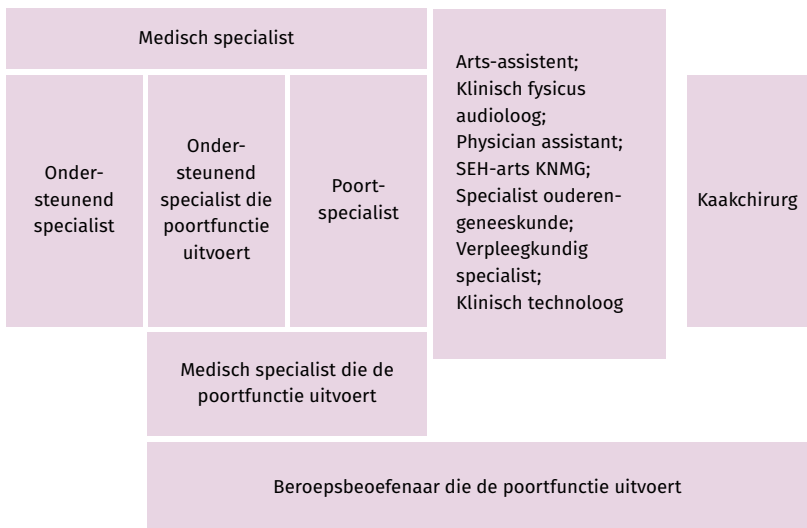 Medisch specialist
Onder-
steunend
specialist
Onder-
steunend
specialist die
poortfunctie
uitvoert
Poort-
specialist
Arts-assistent;
Klinisch fysicus
audioloog;
Physician assistant;
SEH-arts KNMG;
Specialist ouderen-
geneeskunde;
Verpleegkundig
specialist;
Klinisch technoloog
Kaakchirurg
Medisch specialist die de
poortfunctie uitvoert
Beroepsbeoefenaar die de poortfunctie uitvoert